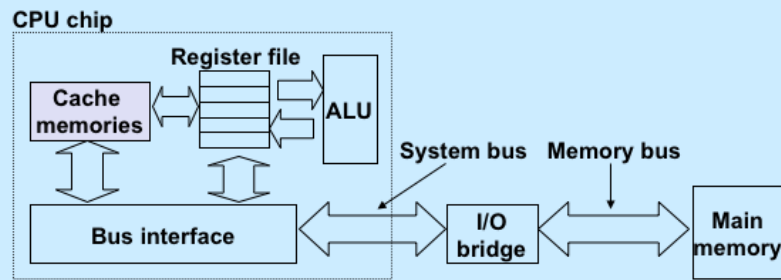 CPU chip
Register file
Cache
memories
ALU
System bus
Memory bus
Bus interface
I/O
bridge
Main
memory